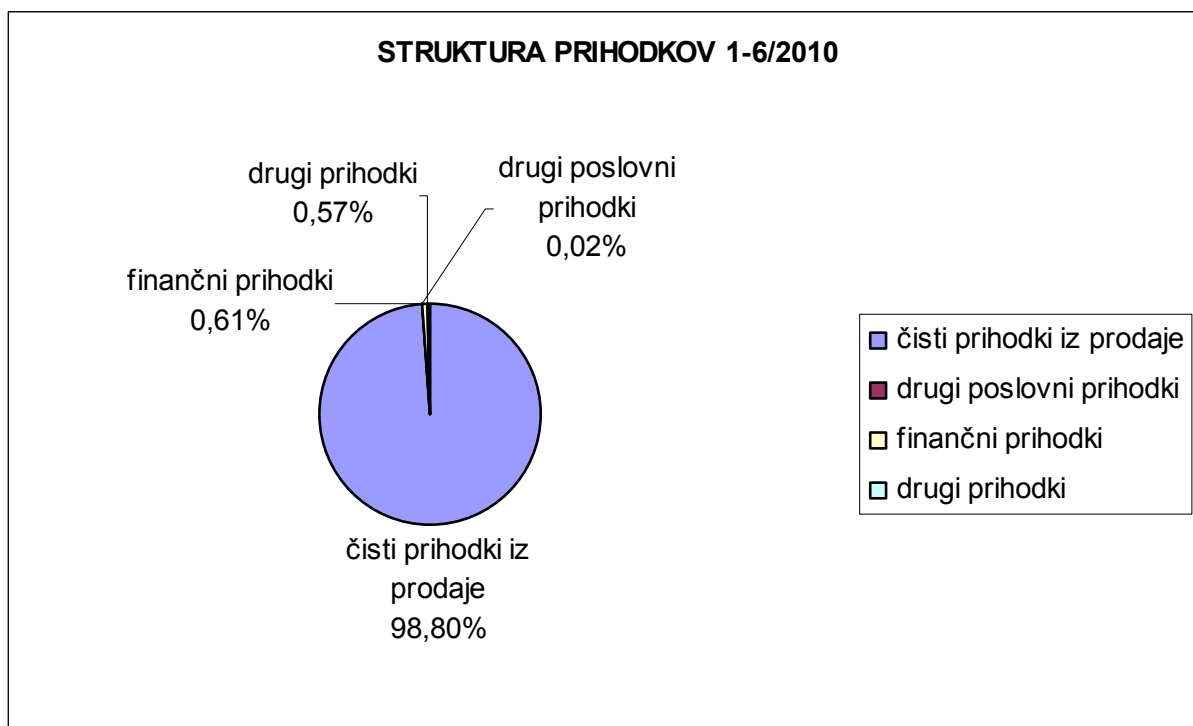 STRUKTURA PRIHODKOV 1-6/2010
drugi prihodki
0,57%
drugi poslovni
prihodki
0,02%
finančni prihodki
0,61%
čisti prihodki iz
prodaje
98,80%
čisti prihodki iz prodaje
drugi poslovni prihodki
finančni prihodki
drugi prihodki